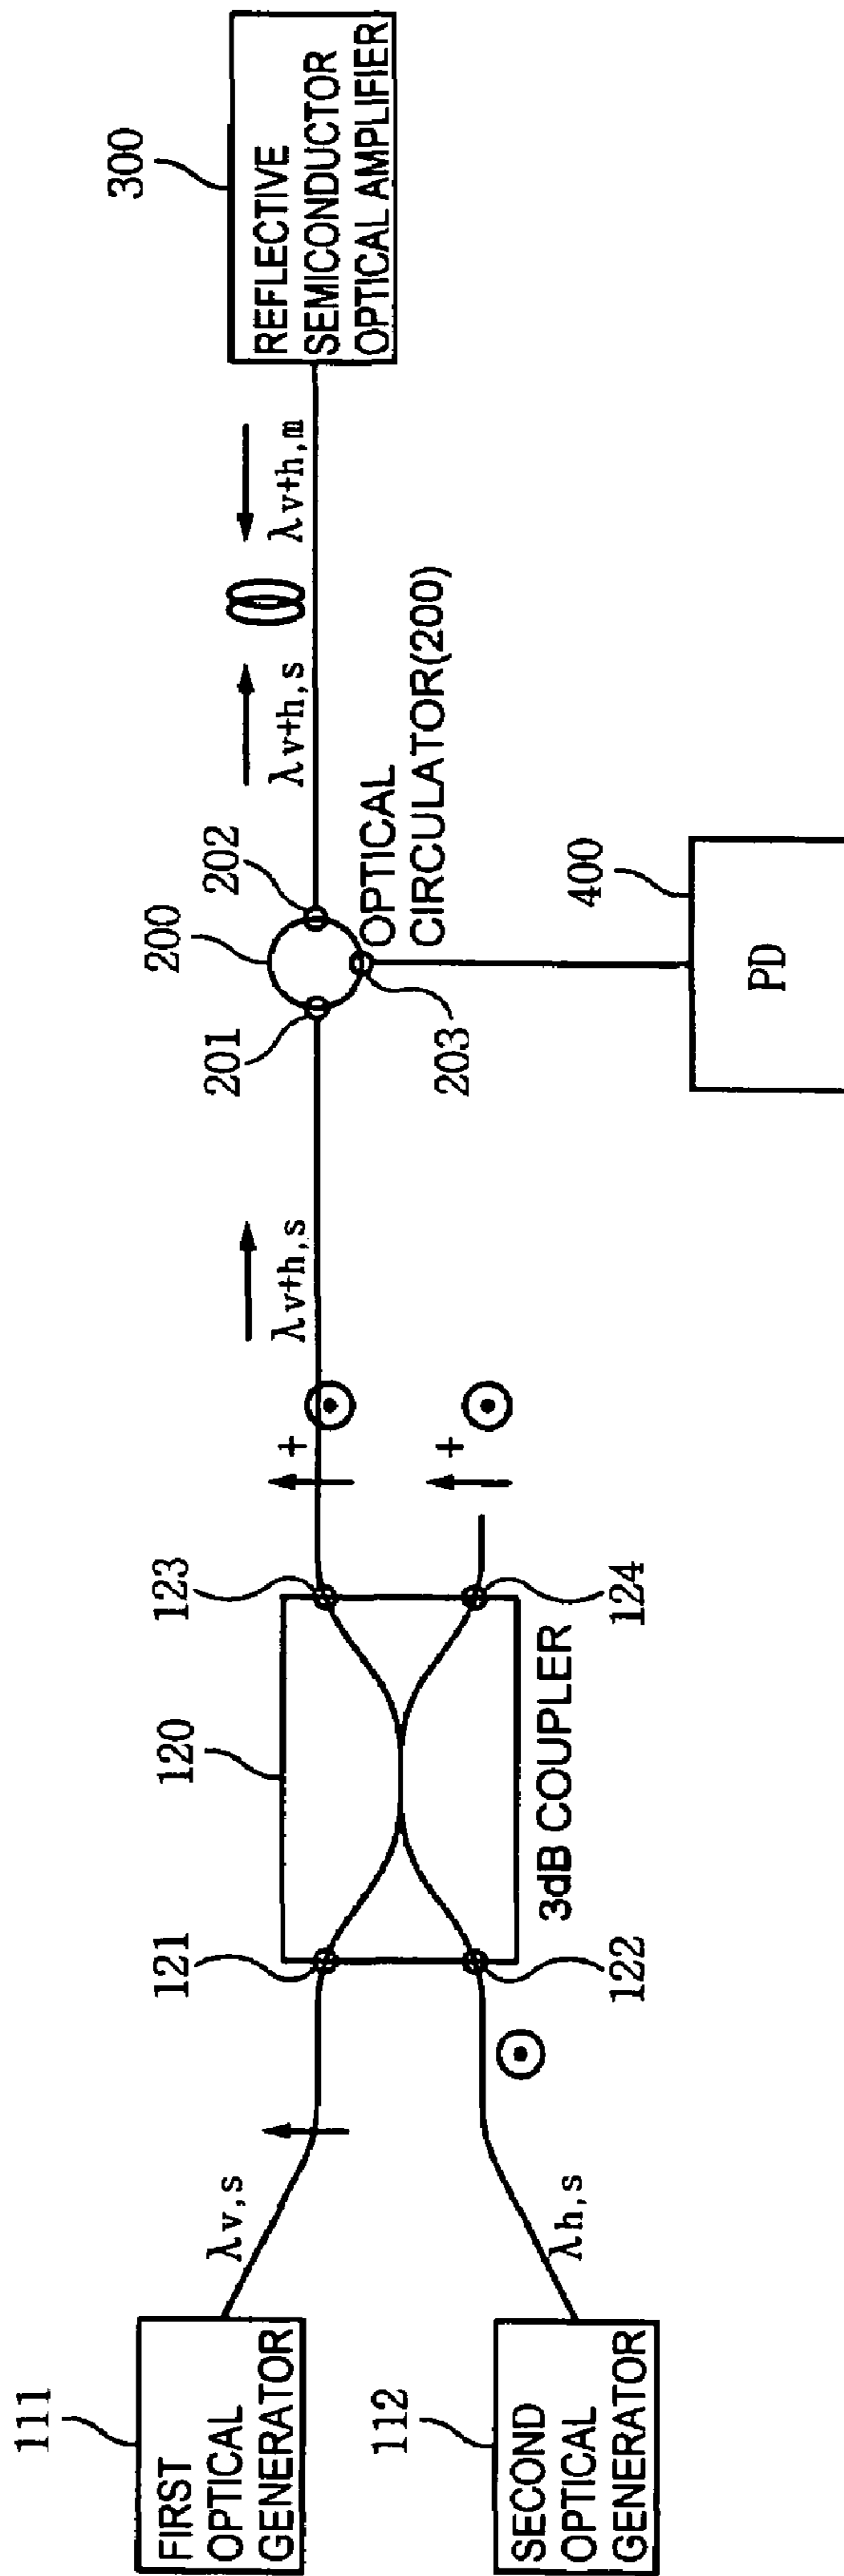 111
FIRST
OPTICAL
GENERATOR
112
SECOND
OPTICAL
GENERATOR
λv,s
λh,s
121
122
120
3dB COUPLER
123
124
+
+
λv+h,s
201
200
202
203
OPTICAL
CIRCULATOR(200)
λv+h,s
λv+h,m
300
REFLECTIVE
SEMICONDUCTOR
OPTICAL AMPLIFIER
400
PD